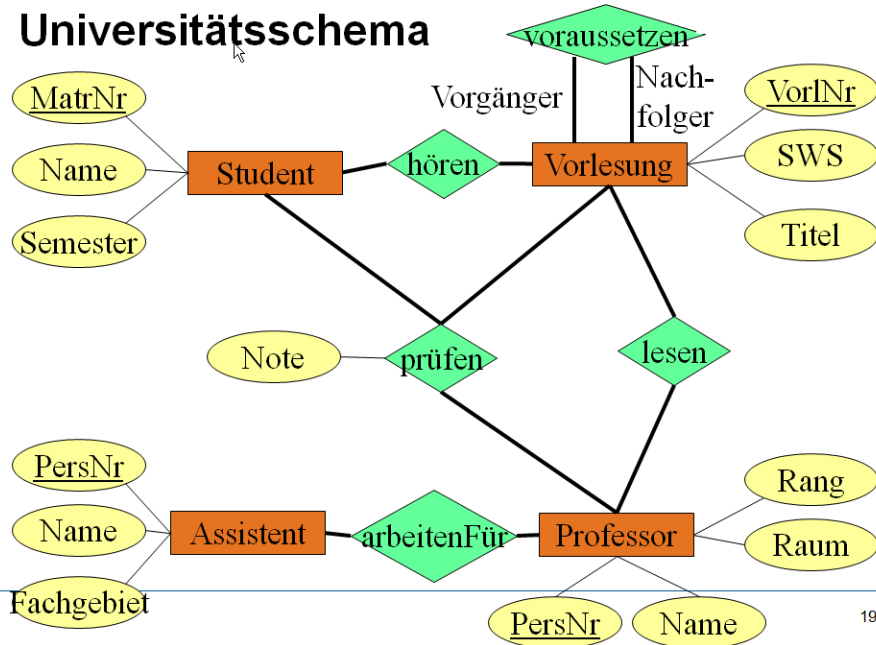 Universitätsschema
voraussetzen
Vorgänger
Nach-
folger
MatrNr
Name
Semester
Student
hören
Vorlesung
VorlNr
SWS
Titel
Note
prüfen
lesen
PersNr
Name
Fachgebiet
Assistent
arbeitenFür
Professor
Rang
Raum
PersNr
Name
19